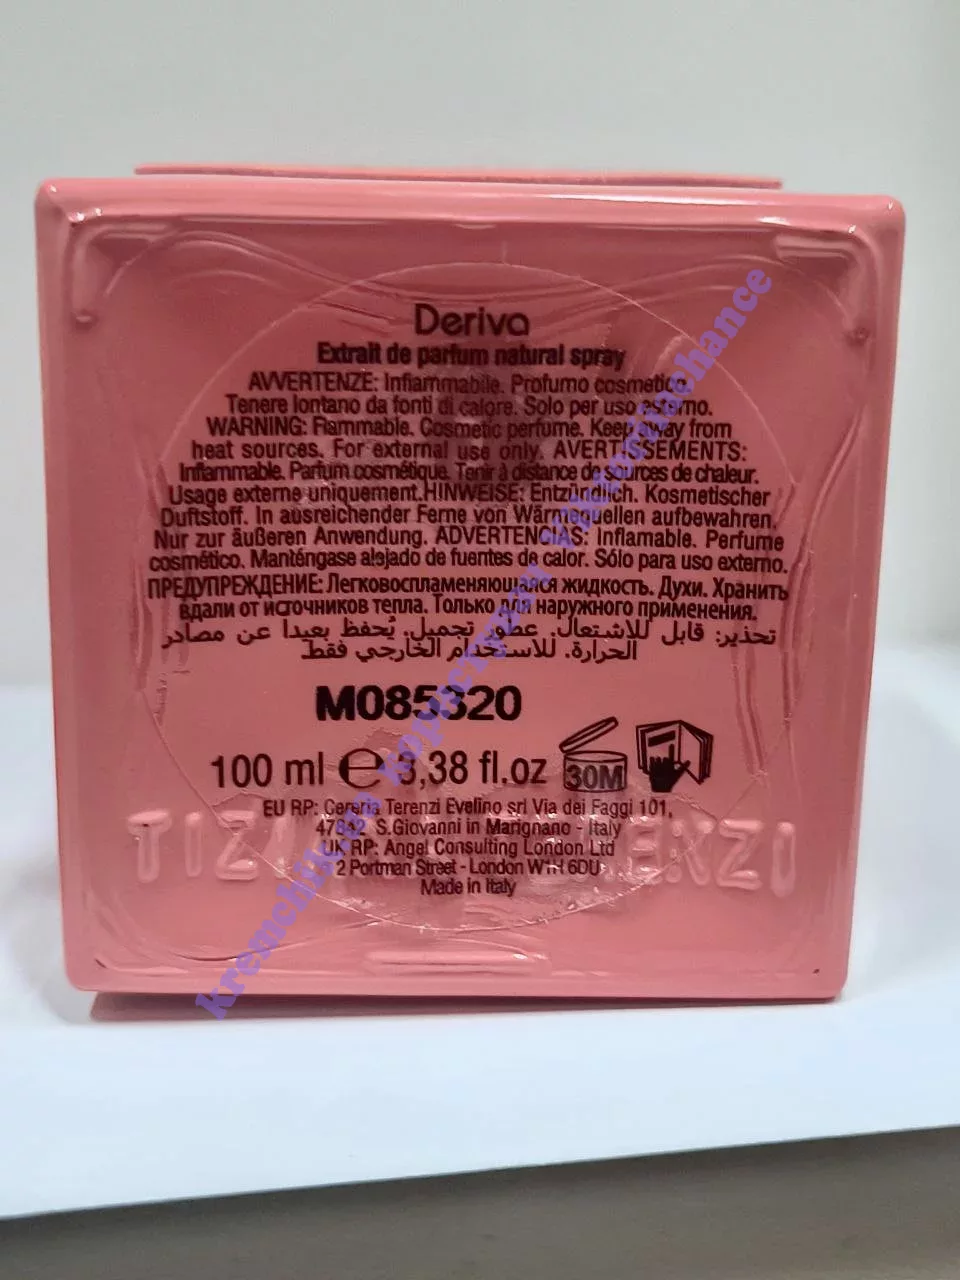 Deriva
Extrait de parfum natural spray
AVVERTENZE: Infiammabile. Profumo cosmetico.
Tenere lontano da fonti di calore. Solo per uso esterno.
WARNING: Flammable. Cosmetic perfume. Keep away from
heat sources. For external use only. AVERTISSEMENTS:
Inflammable. Parfum cosmétique. Tenir à distance de sources de chaleur.
Usage externe uniquement.HINWEISE: Entzündlich. Kosmetischer
Duftstoff. In ausreichender Ferne von Wärmequellen aufbewahren.
Nur zur äußeren Anwendung. ADVERTENCIAS: Inflamable. Perfume
cosmético. Manténgase alejado de fuentes de calor. Sólo para uso externo.
ПРЕДУПРЕЖДЕНИЕ: Легковоспламеняющаяся жидкость. Духи. Хранить
вдали от источников тепла. Только для наружного применения.
تحذير: قابل للاشتعال. عطور تجميل. يُحفظ بعيدا عن مصادر
الحرارة. للاستخدام الخارجي فقط
M085320
100 ml e 3,38 fl.oz 30M
EU RP: Cereria Terenzi Evelino srl Via dei Faggi 101,
47842 S.Giovanni in Marignano - Italy
UK RP: Angel Consulting London Ltd
2 Portman Street - London W1H 6DU
Made in Italy
TIZI ENZI